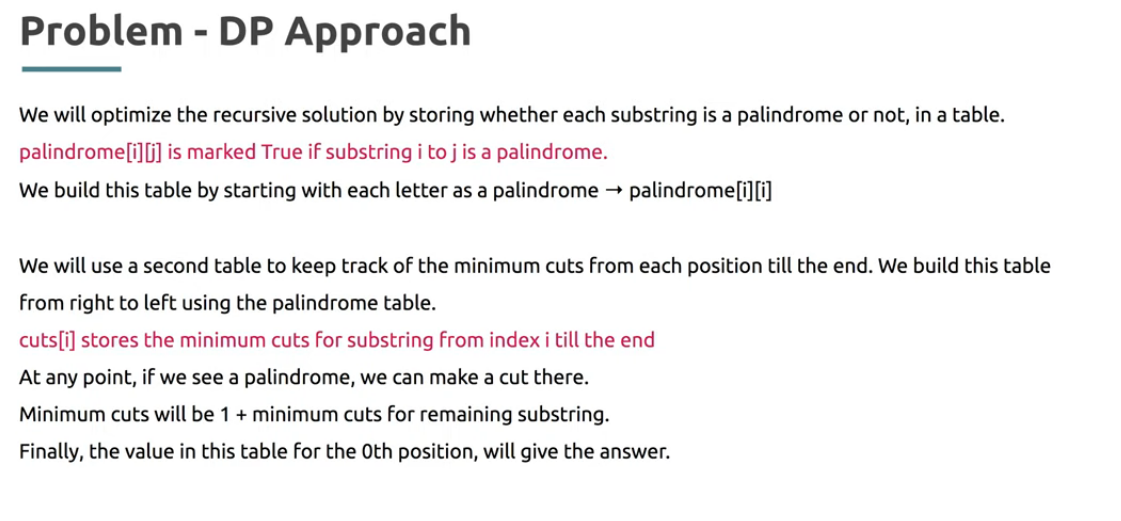 Problem - DP Approach
We will optimize the recursive solution by storing whether each substring is a palindrome or not, in a table.
palindrome[i][j] is marked True if substring i to j is a palindrome.
We build this table by starting with each letter as a palindrome → palindrome[i][i]
We will use a second table to keep track of the minimum cuts from each position till the end. We build this table
from right to left using the palindrome table.
cuts[i] stores the minimum cuts for substring from index i till the end
At any point, if we see a palindrome, we can make a cut there.
Minimum cuts will be 1 + minimum cuts for remaining substring.
Finally, the value in this table for the 0th position, will give the answer.